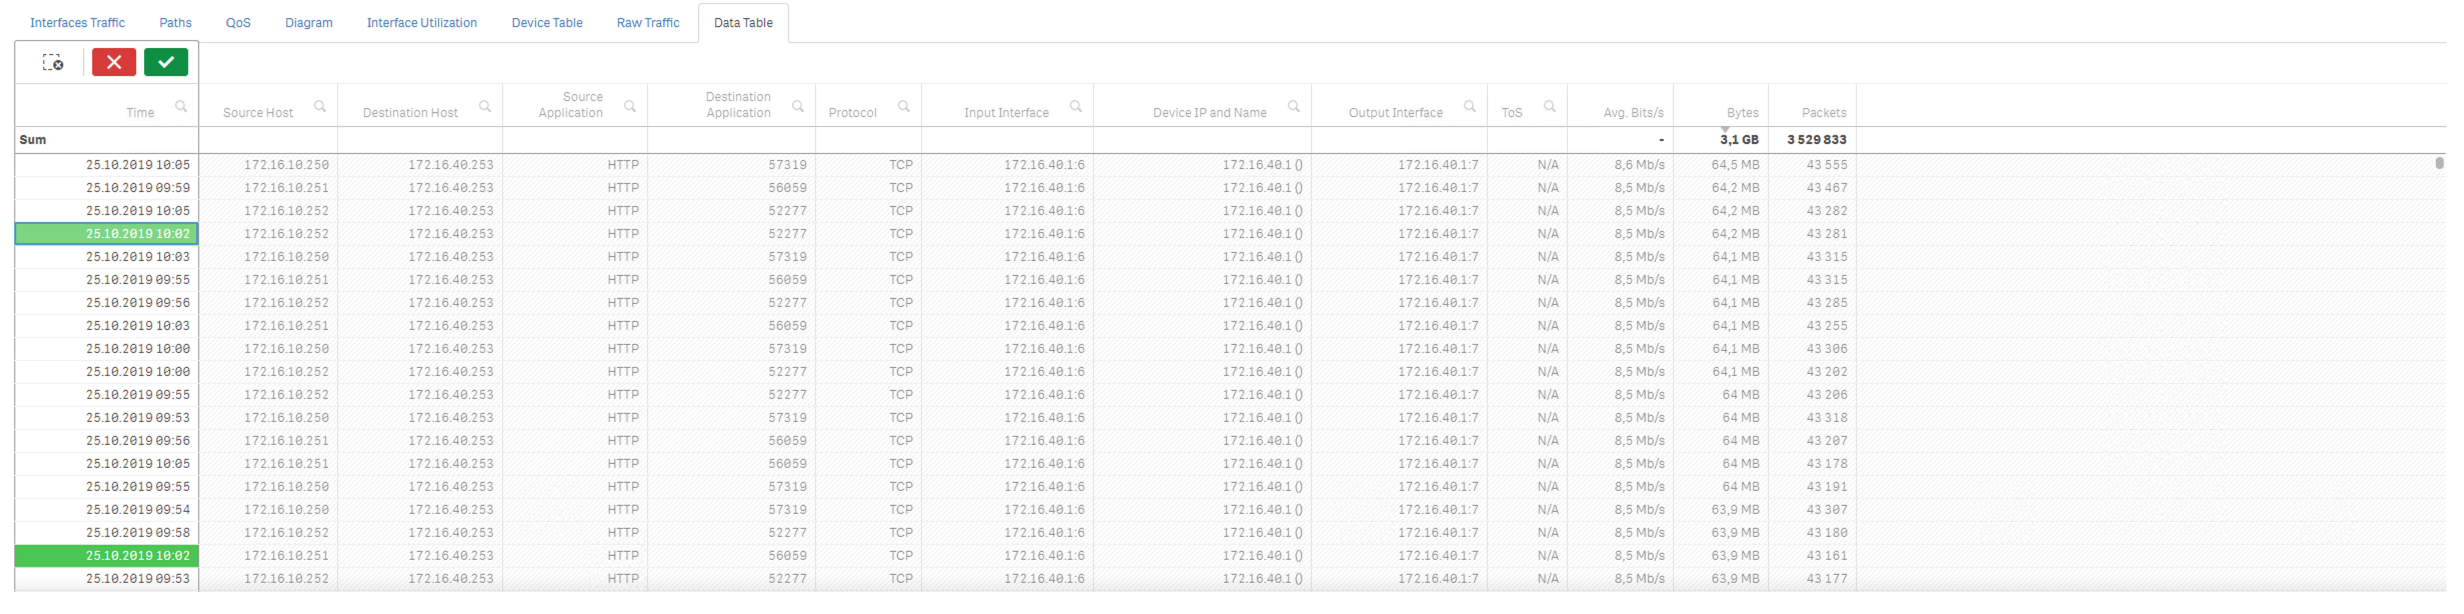 Interfaces Traffic Paths QoS Diagram Interface Utilization Device Table Raw Traffic Data Table
Time Source Host Destination Host Source Application Destination Application Protocol Input Interface Device IP and Name Output Interface ToS Avg. Bits/s Bytes Packets
Sum - 3,1 GB 3 529 833
25.10.2019 10:05 172.16.10.250 172.16.40.253 HTTP 57319 TCP 172.16.40.1:6 172.16.40.1 () 172.16.40.1:7 N/A 8,6 Mb/s 64,5 MB 43 555
25.10.2019 09:59 172.16.10.251 172.16.40.253 HTTP 56059 TCP 172.16.40.1:6 172.16.40.1 () 172.16.40.1:7 N/A 8,5 Mb/s 64,2 MB 43 467
25.10.2019 10:05 172.16.10.252 172.16.40.253 HTTP 52277 TCP 172.16.40.1:6 172.16.40.1 () 172.16.40.1:7 N/A 8,5 Mb/s 64,2 MB 43 282
25.10.2019 10:02 172.16.10.252 172.16.40.253 HTTP 52277 TCP 172.16.40.1:6 172.16.40.1 () 172.16.40.1:7 N/A 8,5 Mb/s 64,2 MB 43 281
25.10.2019 10:03 172.16.10.250 172.16.40.253 HTTP 57319 TCP 172.16.40.1:6 172.16.40.1 () 172.16.40.1:7 N/A 8,5 Mb/s 64,1 MB 43 315
25.10.2019 09:55 172.16.10.251 172.16.40.253 HTTP 56059 TCP 172.16.40.1:6 172.16.40.1 () 172.16.40.1:7 N/A 8,5 Mb/s 64,1 MB 43 315
25.10.2019 09:56 172.16.10.252 172.16.40.253 HTTP 52277 TCP 172.16.40.1:6 172.16.40.1 () 172.16.40.1:7 N/A 8,5 Mb/s 64,1 MB 43 285
25.10.2019 10:03 172.16.10.251 172.16.40.253 HTTP 56059 TCP 172.16.40.1:6 172.16.40.1 () 172.16.40.1:7 N/A 8,5 Mb/s 64,1 MB 43 255
25.10.2019 10:00 172.16.10.250 172.16.40.253 HTTP 57319 TCP 172.16.40.1:6 172.16.40.1 () 172.16.40.1:7 N/A 8,5 Mb/s 64,1 MB 43 306
25.10.2019 10:00 172.16.10.252 172.16.40.253 HTTP 52277 TCP 172.16.40.1:6 172.16.40.1 () 172.16.40.1:7 N/A 8,5 Mb/s 64,1 MB 43 202
25.10.2019 09:55 172.16.10.252 172.16.40.253 HTTP 52277 TCP 172.16.40.1:6 172.16.40.1 () 172.16.40.1:7 N/A 8,5 Mb/s 64 MB 43 206
25.10.2019 09:53 172.16.10.250 172.16.40.253 HTTP 57319 TCP 172.16.40.1:6 172.16.40.1 () 172.16.40.1:7 N/A 8,5 Mb/s 64 MB 43 318
25.10.2019 09:56 172.16.10.251 172.16.40.253 HTTP 56059 TCP 172.16.40.1:6 172.16.40.1 () 172.16.40.1:7 N/A 8,5 Mb/s 64 MB 43 207
25.10.2019 10:05 172.16.10.251 172.16.40.253 HTTP 56059 TCP 172.16.40.1:6 172.16.40.1 () 172.16.40.1:7 N/A 8,5 Mb/s 64 MB 43 178
25.10.2019 09:55 172.16.10.250 172.16.40.253 HTTP 57319 TCP 172.16.40.1:6 172.16.40.1 () 172.16.40.1:7 N/A 8,5 Mb/s 64 MB 43 191
25.10.2019 09:54 172.16.10.250 172.16.40.253 HTTP 57319 TCP 172.16.40.1:6 172.16.40.1 () 172.16.40.1:7 N/A 8,5 Mb/s 63,9 MB 43 307
25.10.2019 09:58 172.16.10.252 172.16.40.253 HTTP 52277 TCP 172.16.40.1:6 172.16.40.1 () 172.16.40.1:7 N/A 8,5 Mb/s 63,9 MB 43 180
25.10.2019 10:02 172.16.10.251 172.16.40.253 HTTP 56059 TCP 172.16.40.1:6 172.16.40.1 () 172.16.40.1:7 N/A 8,5 Mb/s 63,9 MB 43 161
25.10.2019 09:53 172.16.10.252 172.16.40.253 HTTP 52277 TCP 172.16.40.1:6 172.16.40.1 () 172.16.40.1:7 N/A 8,5 Mb/s 63,9 MB 43 177